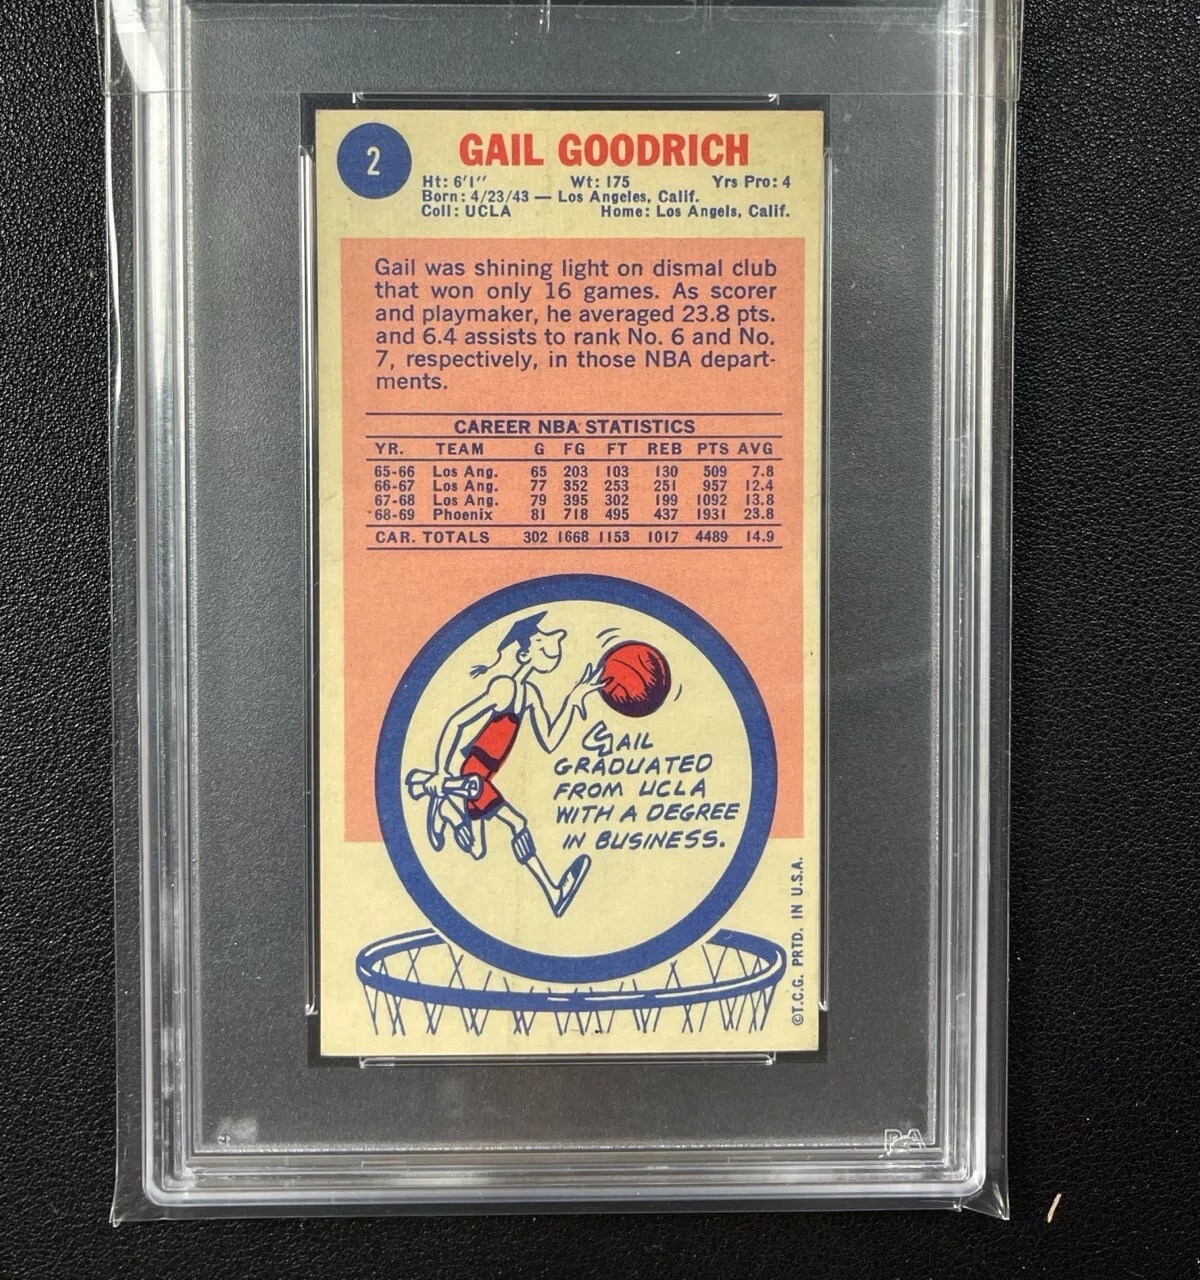 2
GAIL GOODRICH
Ht: 6'1" Wt: 175 Yrs Pro: 4
Born: 4/23/43 — Los Angeles, Calif.
Coll: UCLA Home: Los Angels, Calif.
Gail was shining light on dismal club
that won only 16 games. As scorer
and playmaker, he averaged 23.8 pts.
and 6.4 assists to rank No. 6 and No.
7, respectively, in those NBA depart-
ments.
CAREER NBA STATISTICS
YR. TEAM G FG FT REB PTS AVG
65-66 Los Ang. 65 203 103 130 509 7.8
66-67 Los Ang. 77 352 253 251 957 12.4
67-68 Los Ang. 79 395 302 199 1092 13.8
68-69 Phoenix 81 718 495 437 1931 23.8
CAR. TOTALS 302 1668 1153 1017 4489 14.9
GAIL
GRADUATED
FROM UCLA
WITH A DEGREE
IN BUSINESS.
©T.C.G. PRTD. IN U.S.A.